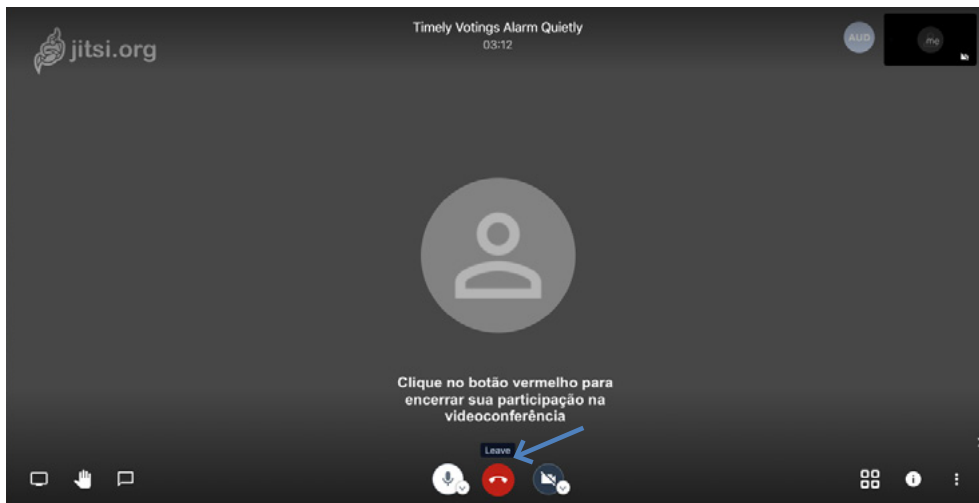 jitsi.org
Timely Votings Alarm Quietly
03:12
AUD
me
Clique no botão vermelho para
encerrar sua participação na
videoconferência
Leave